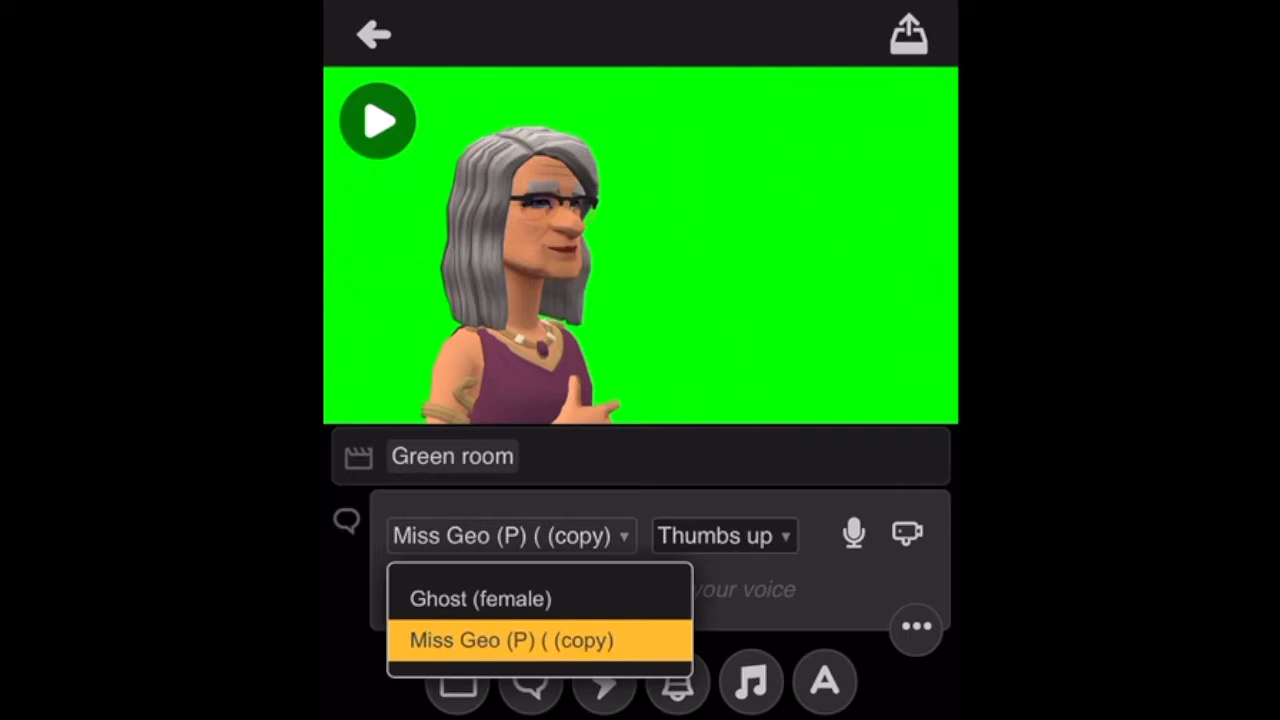 Green room
Miss Geo (P) ( (copy) Thumbs up
your voice
Ghost (female)
Miss Geo (P) ( (copy)
A